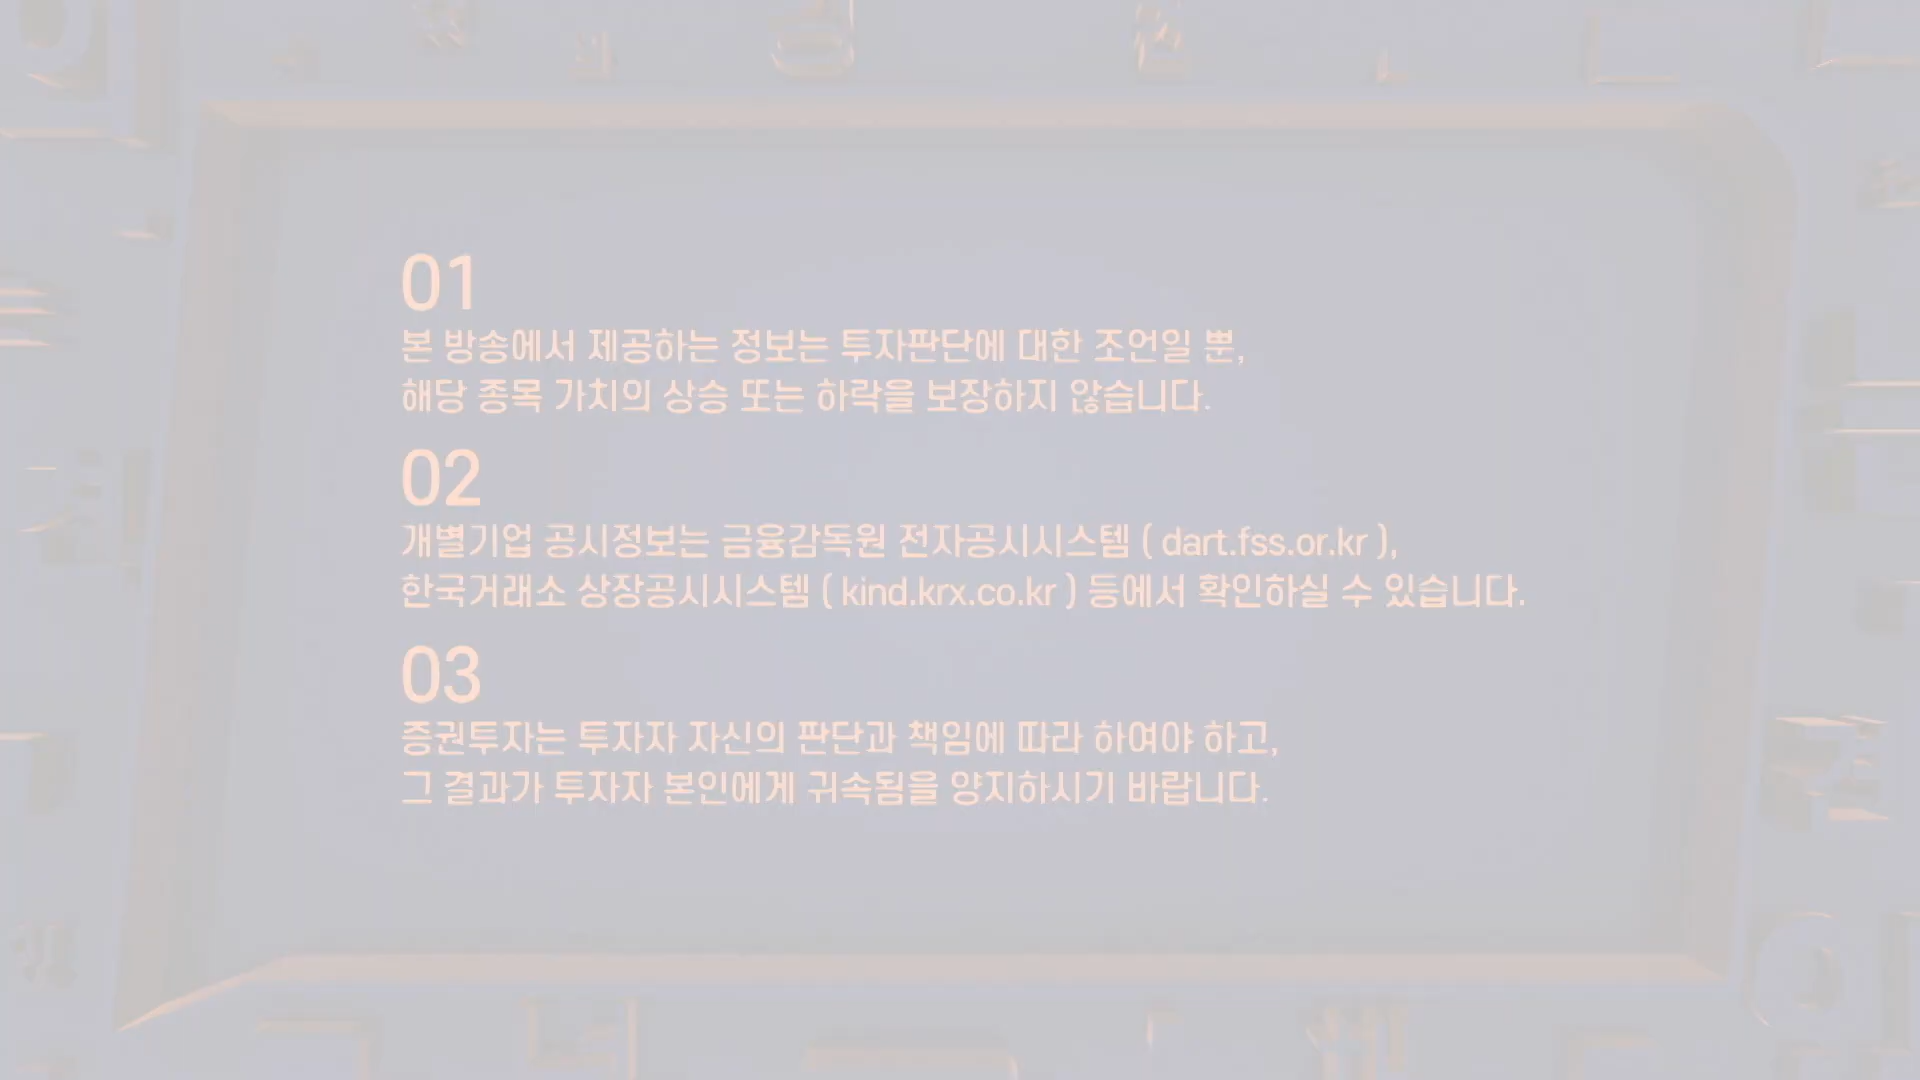 01
본 방송에서 제공하는 정보는 투자판단에 대한 조언일 뿐,
해당 종목 가치의 상승 또는 하락을 보장하지 않습니다.
02
개별기업 공시정보는 금융감독원 전자공시시스템 ( dart.fss.or.kr ),
한국거래소 상장공시시스템 ( kind.krx.co.kr ) 등에서 확인하실 수 있습니다.
03
증권투자는 투자자 자신의 판단과 책임에 따라 하여야 하고,
그 결과가 투자자 본인에게 귀속됨을 양지하시기 바랍니다.